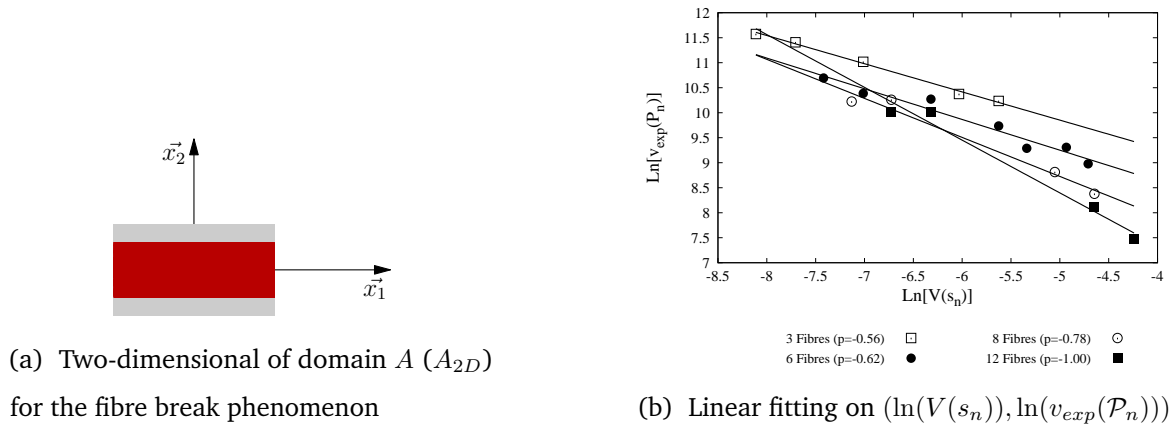 x⃗2
x⃗1
(a) Two-dimensional of domain A (A2D)
for the fibre break phenomenon
12
11.5
11
10.5
10
9.5
9
8.5
8
7.5
7
Ln[vexp(Pn)]
-8.5 -8 -7.5 -7 -6.5 -6 -5.5 -5 -4.5 -4
Ln[V(sn)]
3 Fibres (p=-0.56) 8 Fibres (p=-0.78)
6 Fibres (p=-0.62) 12 Fibres (p=-1.00)
(b) Linear fitting on (ln(V(sn)), ln(vexp(Pn)))